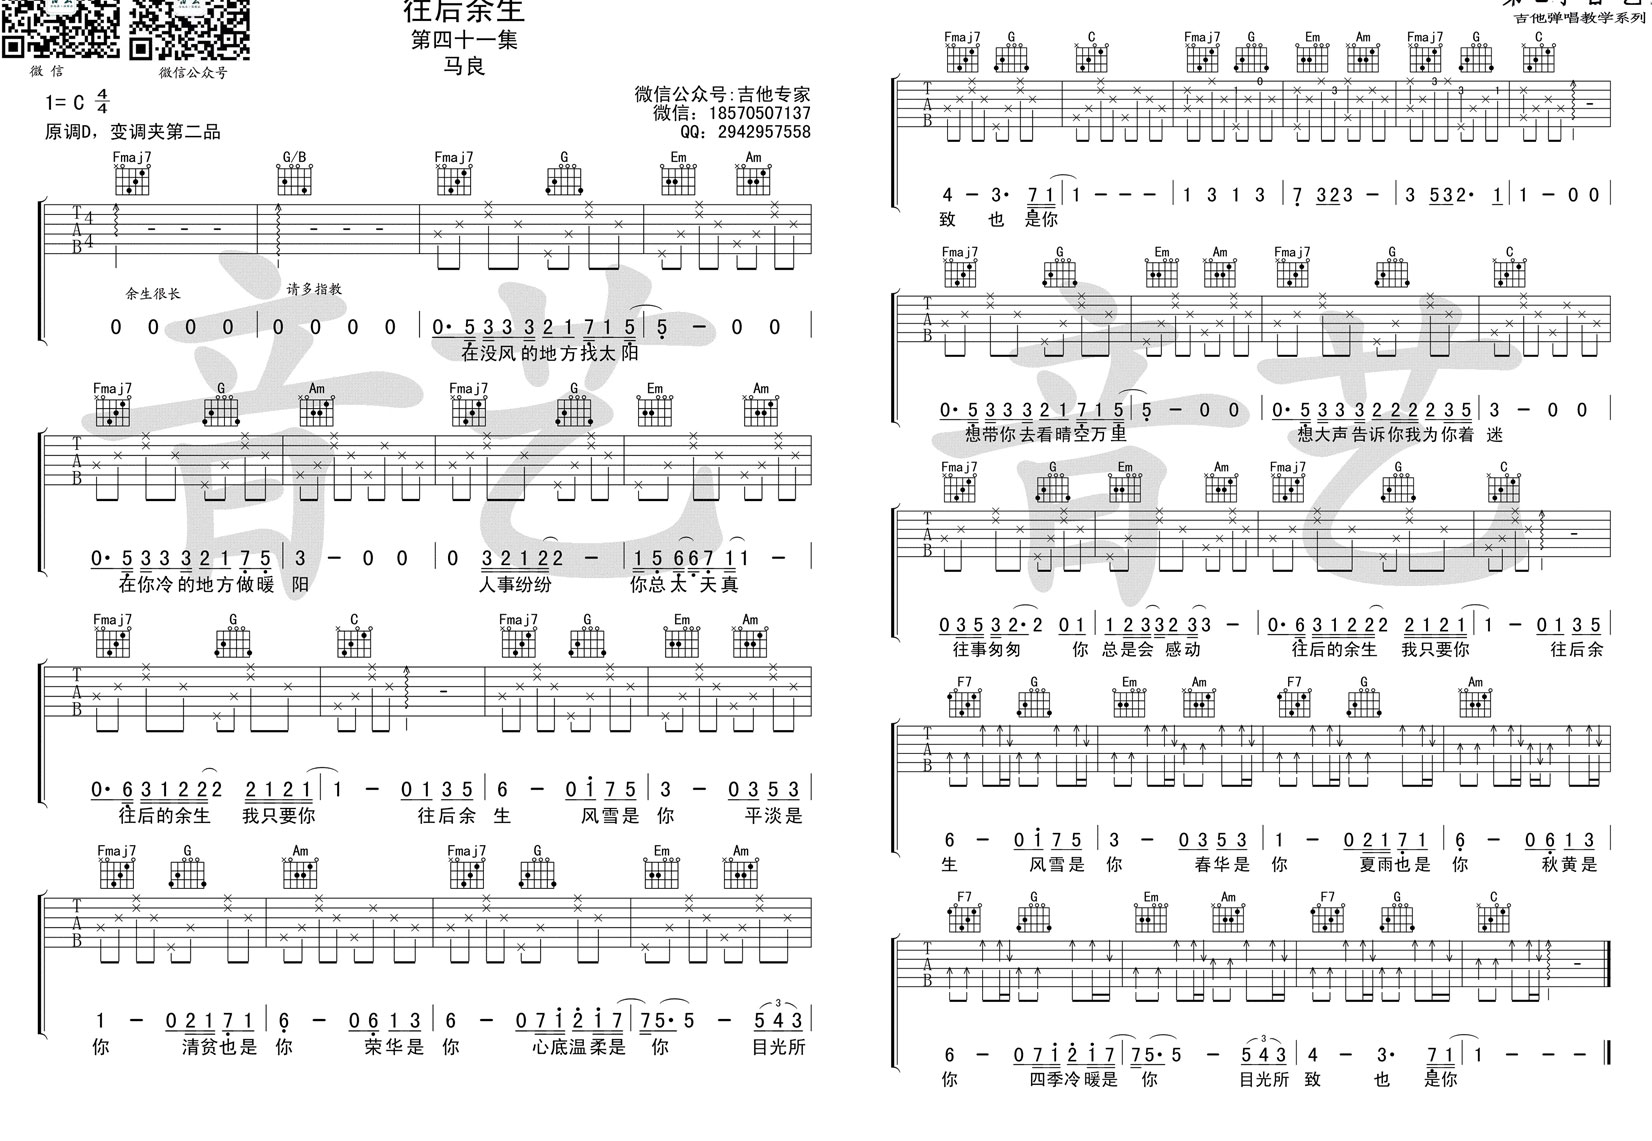 往后余生
第四十一集
马良
微信
微信公众号
1= C 4/4
原调D，变调夹第二品
微信公众号:吉他专家
微信：18570507137
QQ：2942957558
Fmaj7 G/B Fmaj7 G Em Am
T A B 4 4
余生很长 请多指教
0 0 0 0 | 0 0 0 0 | 0· 5 3 3 3 2 1 7 1 5 | 5 - 0 0 |
在没风的地方找太阳
Fmaj7 G Am Fmaj7 G Em Am
T A B
0· 5 3 3 3 2 1 7 5 | 3 - 0 0 | 0 3 2 1 2 2 - | 1 5 6 6 7 1 1 - |
在你冷的地方做暖 阳 人事纷纷 你总太天真
Fmaj7 G C Fmaj7 G Em Am
T A B
0· 6 3 1 2 2 2 2 1 2 1 | 1 - 0 1 3 5 | 6 - 0 1 7 5 | 3 - 0 3 5 3 |
往后的余生 我只要你 往后余 生 风雪是 你 平淡是
Fmaj7 G Am Fmaj7 G Em Am
T A B
1 - 0 2 1 7 1 | 6 - 0 6 1 3 | 6 - 0 7 1 2 1 7 | 7 5· 5 - 5 4 3 |
你 清贫也是 你 荣华是 你 心底温柔是 你 目光所
音艺
吉他弹唱教学系列
Fmaj7 G C Fmaj7 G Em Am Fmaj7 G C
T A B 1 0 3 3 3 1
4 - 3· 7 1 | 1 - - - | 1 3 1 3 | 7 3 2 3 - | 3 5 3 2· 1 | 1 - 0 0 |
致 也 是你
Fmaj7 G Em Am Fmaj7 G C
T A B
0· 5 3 3 3 2 1 7 1 5 | 5 - 0 0 | 0· 5 3 3 3 2 2 2 2 3 5 | 3 - 0 0 |
想带你去看晴空万里 想大声告诉你我为你着 迷
Fmaj7 G Em Am Fmaj7 G C
T A B
0 3 5 3 2· 2 0 1 | 1 2 3 3 2 3 3 - | 0· 6 3 1 2 2 2 2 1 2 1 | 1 - 0 1 3 5 |
往事匆匆 你 总是会 感动 往后的余生 我只要你 往后余
F7 G Em Am F7 G Am
T A B
6 - 0 1 7 5 | 3 - 0 3 5 3 | 1 - 0 2 1 7 1 | 6 - 0 6 1 3 |
生 风雪是 你 春华是 你 夏雨也是 你 秋黄是
F7 G Em Am F7 G C
T A B
6 - 0 7 1 2 1 7 | 7 5· 5 - 5 4 3 | 4 - 3· 7 1 | 1 - - - ‖
你 四季冷暖是 你 目光所 致 也 是你
音艺